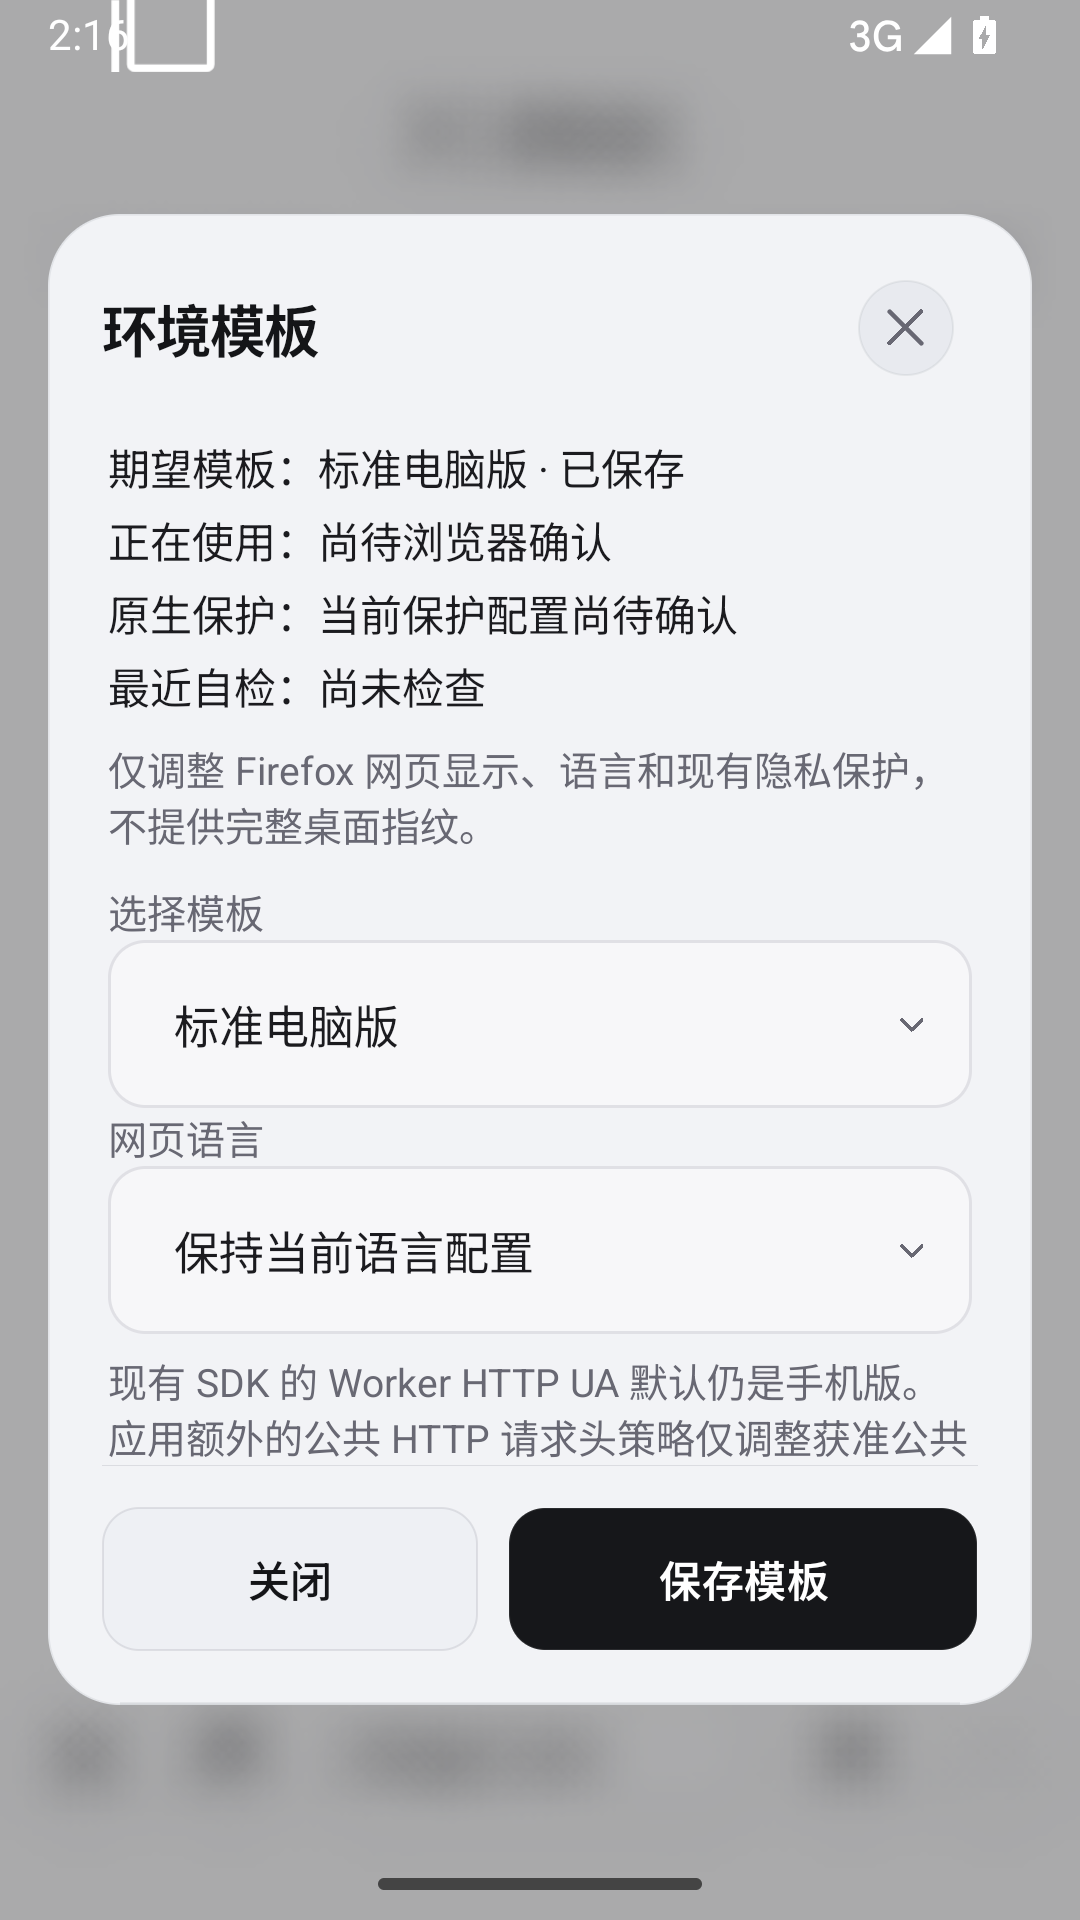 2:16
3G
环境模板
期望模板：标准电脑版 · 已保存
正在使用：尚待浏览器确认
原生保护：当前保护配置尚待确认
最近自检：尚未检查
仅调整 Firefox 网页显示、语言和现有隐私保护，
不提供完整桌面指纹。
选择模板
标准电脑版
网页语言
保持当前语言配置
现有 SDK 的 Worker HTTP UA 默认仍是手机版。
应用额外的公共 HTTP 请求头策略仅调整获准公共
关闭
保存模板